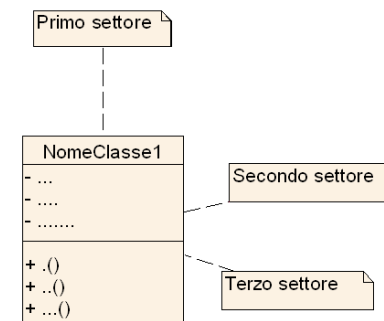 Primo settore
NomeClasse1
- ...
- ....
- .......
Secondo settore
+ .()
+ ..()
+ ...()
Terzo settore